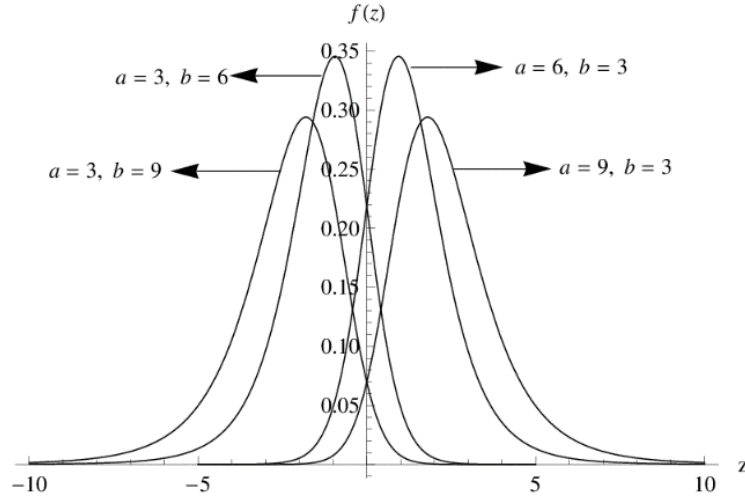 f(z)
0.35
a = 3, b = 6
a = 6, b = 3
0.30
a = 3, b = 9
0.25
a = 9, b = 3
0.20
0.15
0.10
0.05
−10
−5
5
10
z